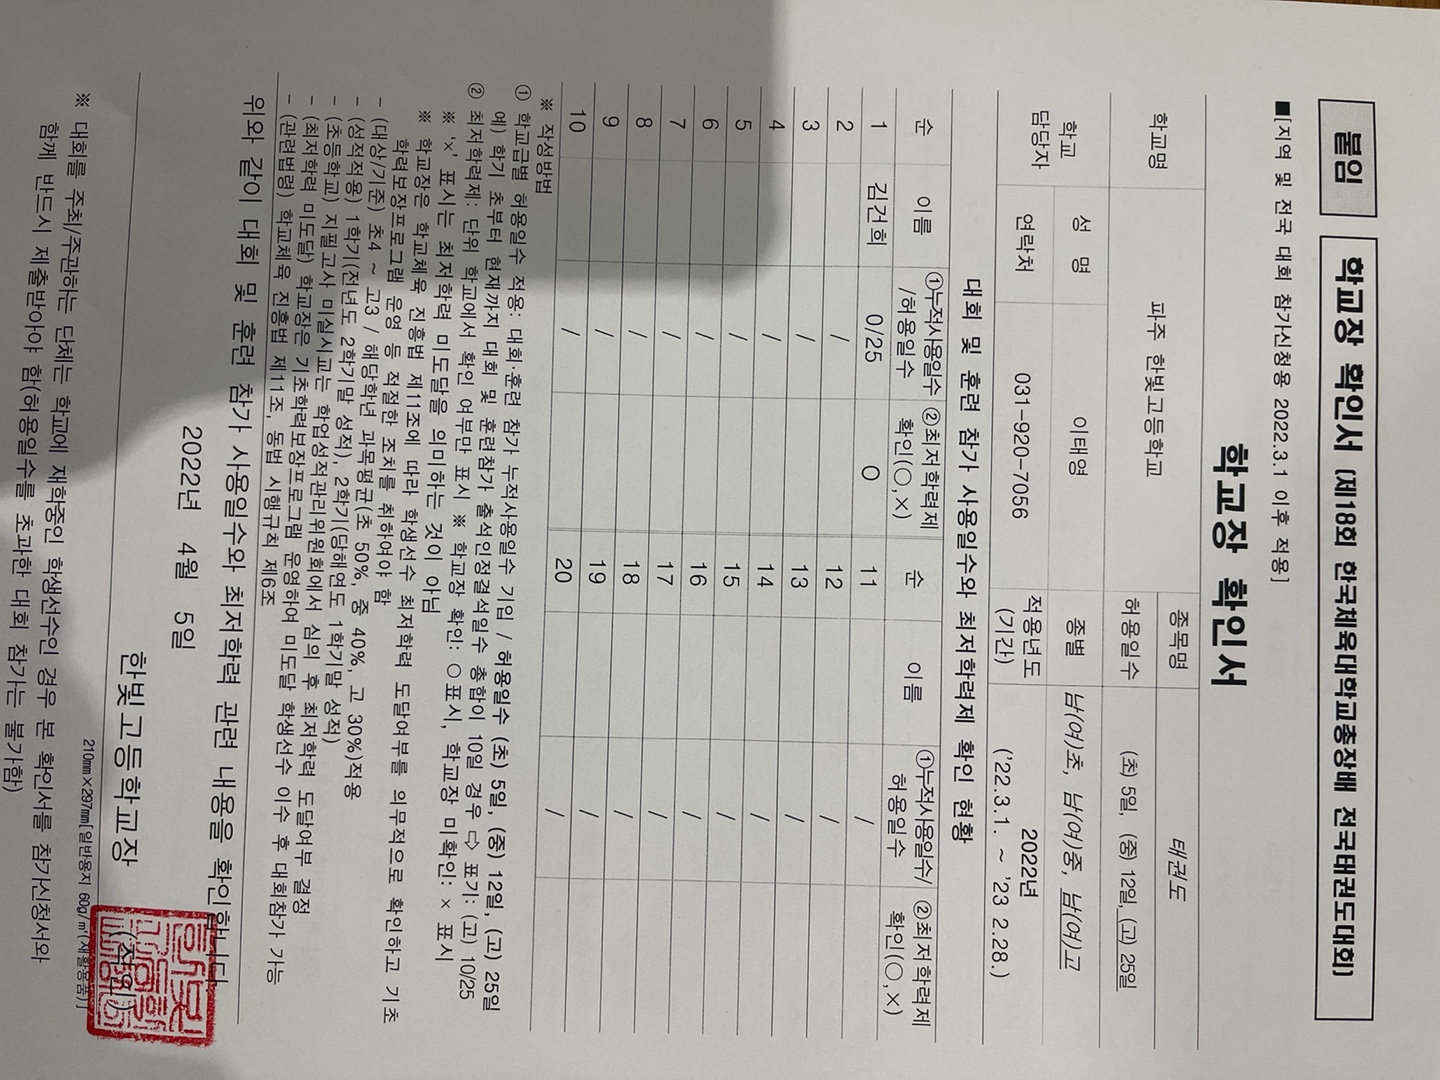 붙임
학교장 확인서 (제18회 한국체육대학교총장배 전국태권도대회)
■[지역 및 전국 대회 참가신청용 2022.3.1 이후 적용]
학교장 확인서
학교명 파주 한빛고등학교 종목명 태권도
허용일수 (초) 5일, (중) 12일, (고) 25일
학교 담당자 성 명 이태영 종별 남(여)초, 남(여)중, 남(여)고
연락처 031-920-7056 적용년도 (기간) 2022년 ('22.3.1. ~ '23 2.28.)
대회 및 훈련 참가 사용일수와 최저학력제 확인 현황
순 이름 ①누적사용일수 /허용일수 ②최저학력제 확인(○,×) 순 이름 ①누적사용일수/ 허용일수 ②최저학력제 확인(○,×)
1 김건희 0/25 ○ 11 /
2 / 12 /
3 / 13 /
4 / 14 /
5 / 15 /
6 / 16 /
7 / 17 /
8 / 18 /
9 / 19 /
10 / 20 /
※ 작성방법
① 학교급별 허용일수 적용: 대회·훈련 참가 누적사용일수 기입 / 허용일수 (초) 5일, (중) 12일, (고) 25일
예) 학기 초부터 현재까지 대회 및 훈련참가 출석인정결석일수 총합이 10일 경우 ⇨ 표기: (고) 10/25
② 최저학력제: 단위 학교에서 확인 여부만 표시 ※ 학교장 확인: ○ 표시, 학교장 미확인: × 표시
※ '×' 표시는 최저학력 미도달을 의미하는 것이 아님
※ 학교장은 학교체육 진흥법 제11조에 따라 학생선수 최저학력 도달여부를 의무적으로 확인하고 기초
학력보장프로그램 운영 등 적절한 조치를 취하여야 함
- (대상/기준) 초4 ~ 고3 / 해당학년 과목평균(초 50%, 중 40%, 고 30%)적용
- (성적적용) 1학기(전년도 2학기말 성적), 2학기(당해연도 1학기말 성적)
- (초등학교) 지필고사 미실시교는 학업성적관리위원회에서 심의 후 최저학력 도달여부 결정
- (최저학력 미도달) 학교장은 기초학력보장프로그램 운영하여 미도달 학생선수 이수 후 대회참가 가능
- (관련법령) 학교체육 진흥법 제11조, 동법 시행규칙 제6조
위와 같이 대회 및 훈련 참가 사용일수와 최저학력 관련 내용을 확인합니다
2022년 4월 5일
한빛고등학교장 (직인)
210mm×297mm[일반용지 60g/㎡(재활용품)]
※ 대회를 주최/주관하는 단체는 학교에 재학중인 학생선수인 경우 본 확인서를 참가신청서와
함께 반드시 제출받아야 함(허용일수를 초과한 대회 참가는 불가함)